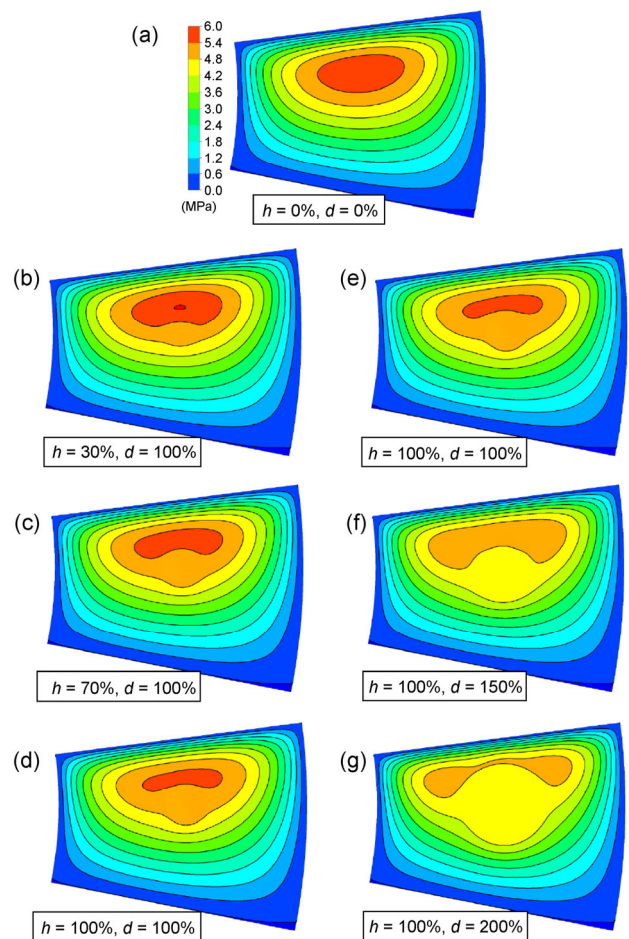 (a)
6.0
5.4
4.8
4.2
3.6
3.0
2.4
1.8
1.2
0.6
0.0
(MPa)
h = 0%, d = 0%
(b)
h = 30%, d = 100%
(c)
h = 70%, d = 100%
(d)
h = 100%, d = 100%
(e)
h = 100%, d = 100%
(f)
h = 100%, d = 150%
(g)
h = 100%, d = 200%